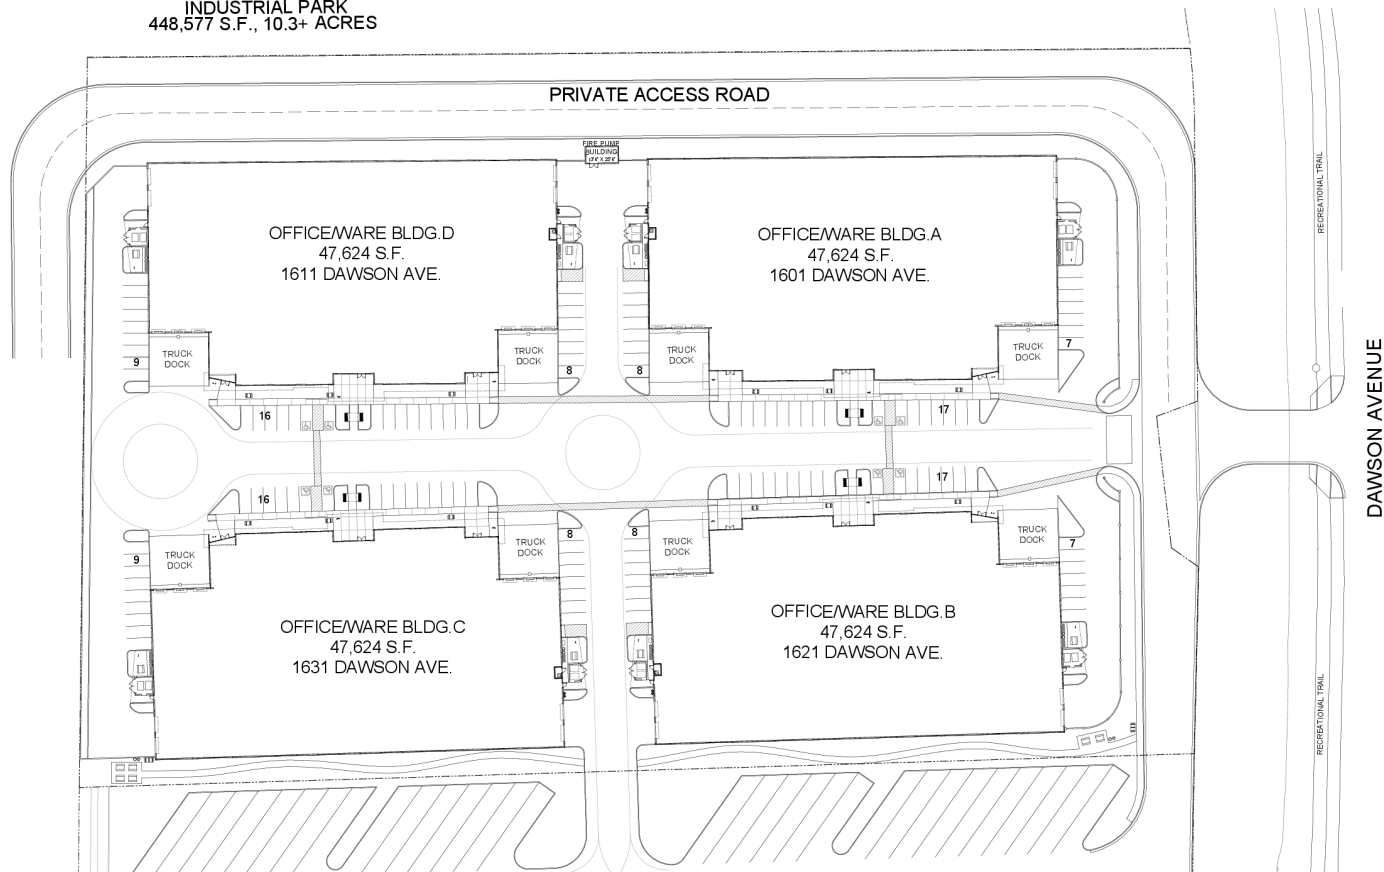 INDUSTRIAL PARK
448,577 S.F., 10.3+ ACRES
PRIVATE ACCESS ROAD
FIRE PUMP
BUILDING
OFFICE/WARE BLDG.D
47,624 S.F.
1611 DAWSON AVE.
OFFICE/WARE BLDG.A
47,624 S.F.
1601 DAWSON AVE.
RECREATIONAL TRAIL
9
TRUCK
DOCK
TRUCK
DOCK
8
8
TRUCK
DOCK
TRUCK
DOCK
7
16
17
DAWSON AVENUE
16
17
9
TRUCK
DOCK
TRUCK
DOCK
8
8
TRUCK
DOCK
TRUCK
DOCK
7
OFFICE/WARE BLDG.C
47,624 S.F.
1631 DAWSON AVE.
OFFICE/WARE BLDG.B
47,624 S.F.
1621 DAWSON AVE.
RECREATIONAL TRAIL